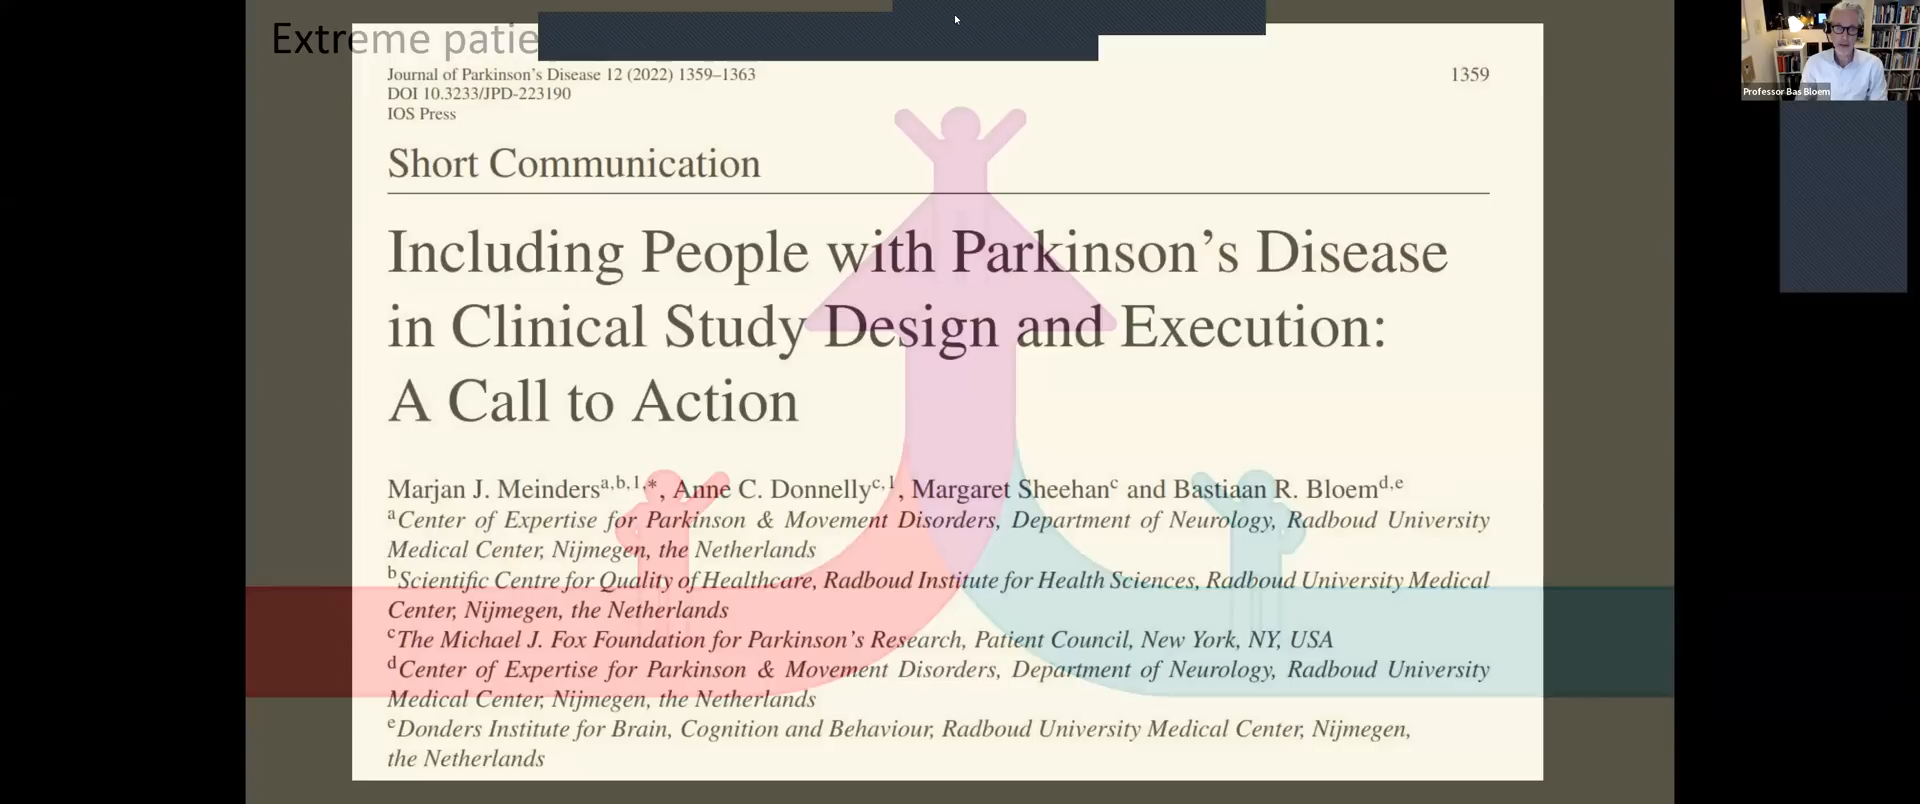 Extreme patie
Journal of Parkinson's Disease 12 (2022) 1359–1363
1359
DOI 10.3233/JPD-223190
IOS Press
Short Communication
Including People with Parkinson's Disease
in Clinical Study Design and Execution:
A Call to Action
Marjan J. Meinders^a,b,1,*, Anne C. Donnelly^c,1, Margaret Sheehan^c and Bastiaan R. Bloem^d,e
^aCenter of Expertise for Parkinson & Movement Disorders, Department of Neurology, Radboud University
Medical Center, Nijmegen, the Netherlands
^bScientific Centre for Quality of Healthcare, Radboud Institute for Health Sciences, Radboud University Medical
Center, Nijmegen, the Netherlands
^cThe Michael J. Fox Foundation for Parkinson's Research, Patient Council, New York, NY, USA
^dCenter of Expertise for Parkinson & Movement Disorders, Department of Neurology, Radboud University
Medical Center, Nijmegen, the Netherlands
^eDonders Institute for Brain, Cognition and Behaviour, Radboud University Medical Center, Nijmegen,
the Netherlands
Professor Bas Bloem